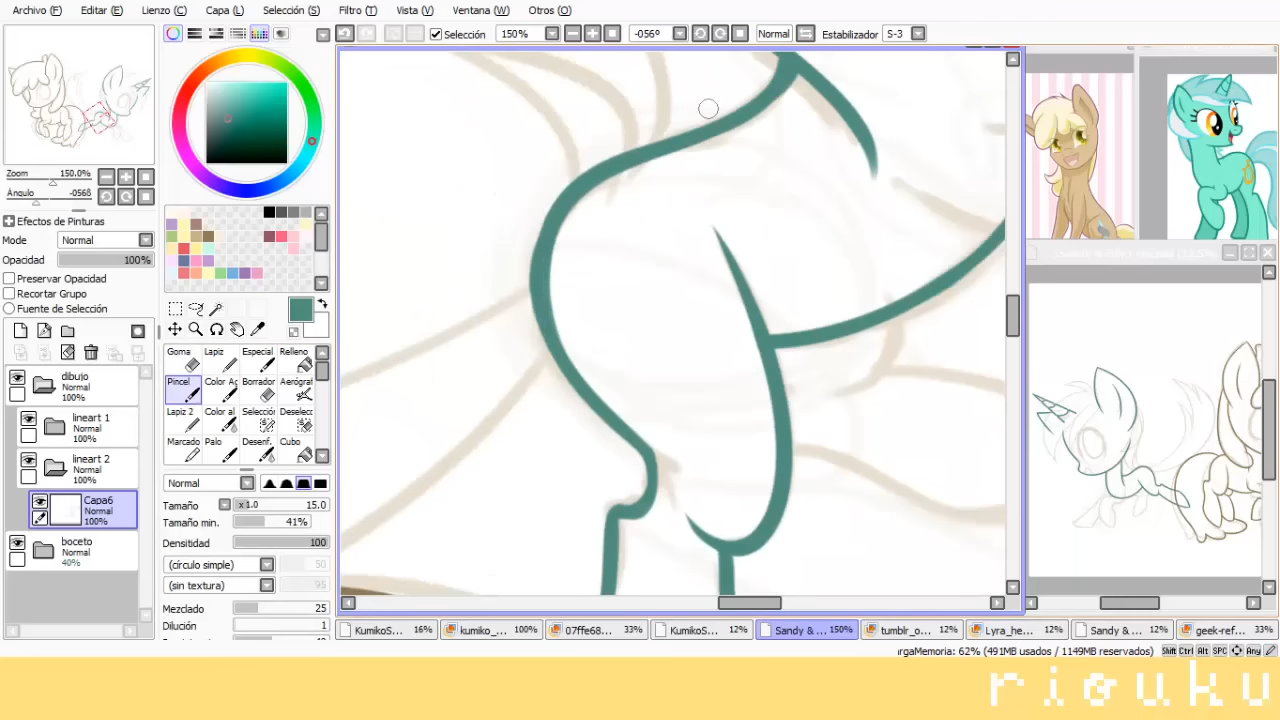 Archivo (F) Editar (E) Lienzo (C) Capa (L) Selección (S) Filtro (T) Vista (V) Ventana (W) Otros (O)
Selección 150% -056º Normal Estabilizador S-3
Zoom 150.0%
Ángulo -056ß
Efectos de Pinturas
Modo Normal
Opacidad 100%
Preservar Opacidad
Recortar Grupo
Fuente de Selección
dibujo
Normal
100%
lineart 1
Normal
100%
lineart 2
Normal
100%
Capa6
Normal
100%
boceto
Normal
40%
Goma Lapiz Especial Relleno
Pincel Color Ac Borrador Aerógraf
Lapiz 2 Color al Selecció Deselecc
Marcado Palo Desenf. Cubo
Normal
Tamaño x1.0 15.0
Tamaño min. 41%
Densitidad 100
(círculo simple) 50
(sin textura) 95
Mezclado 25
Dilución 1
KumikoS... 16% kumiko_... 100% 07ffe68... 33% KumikoS... 12% Sandy & ... 150% tumblr_o... 12% Lyra_he... 12% Sandy & ... 12% geek-ref... 33%
rgaMemoria: 62% (491MB usados / 1149MB reservados) Shift Ctrl Alt SPC Any
riøuku